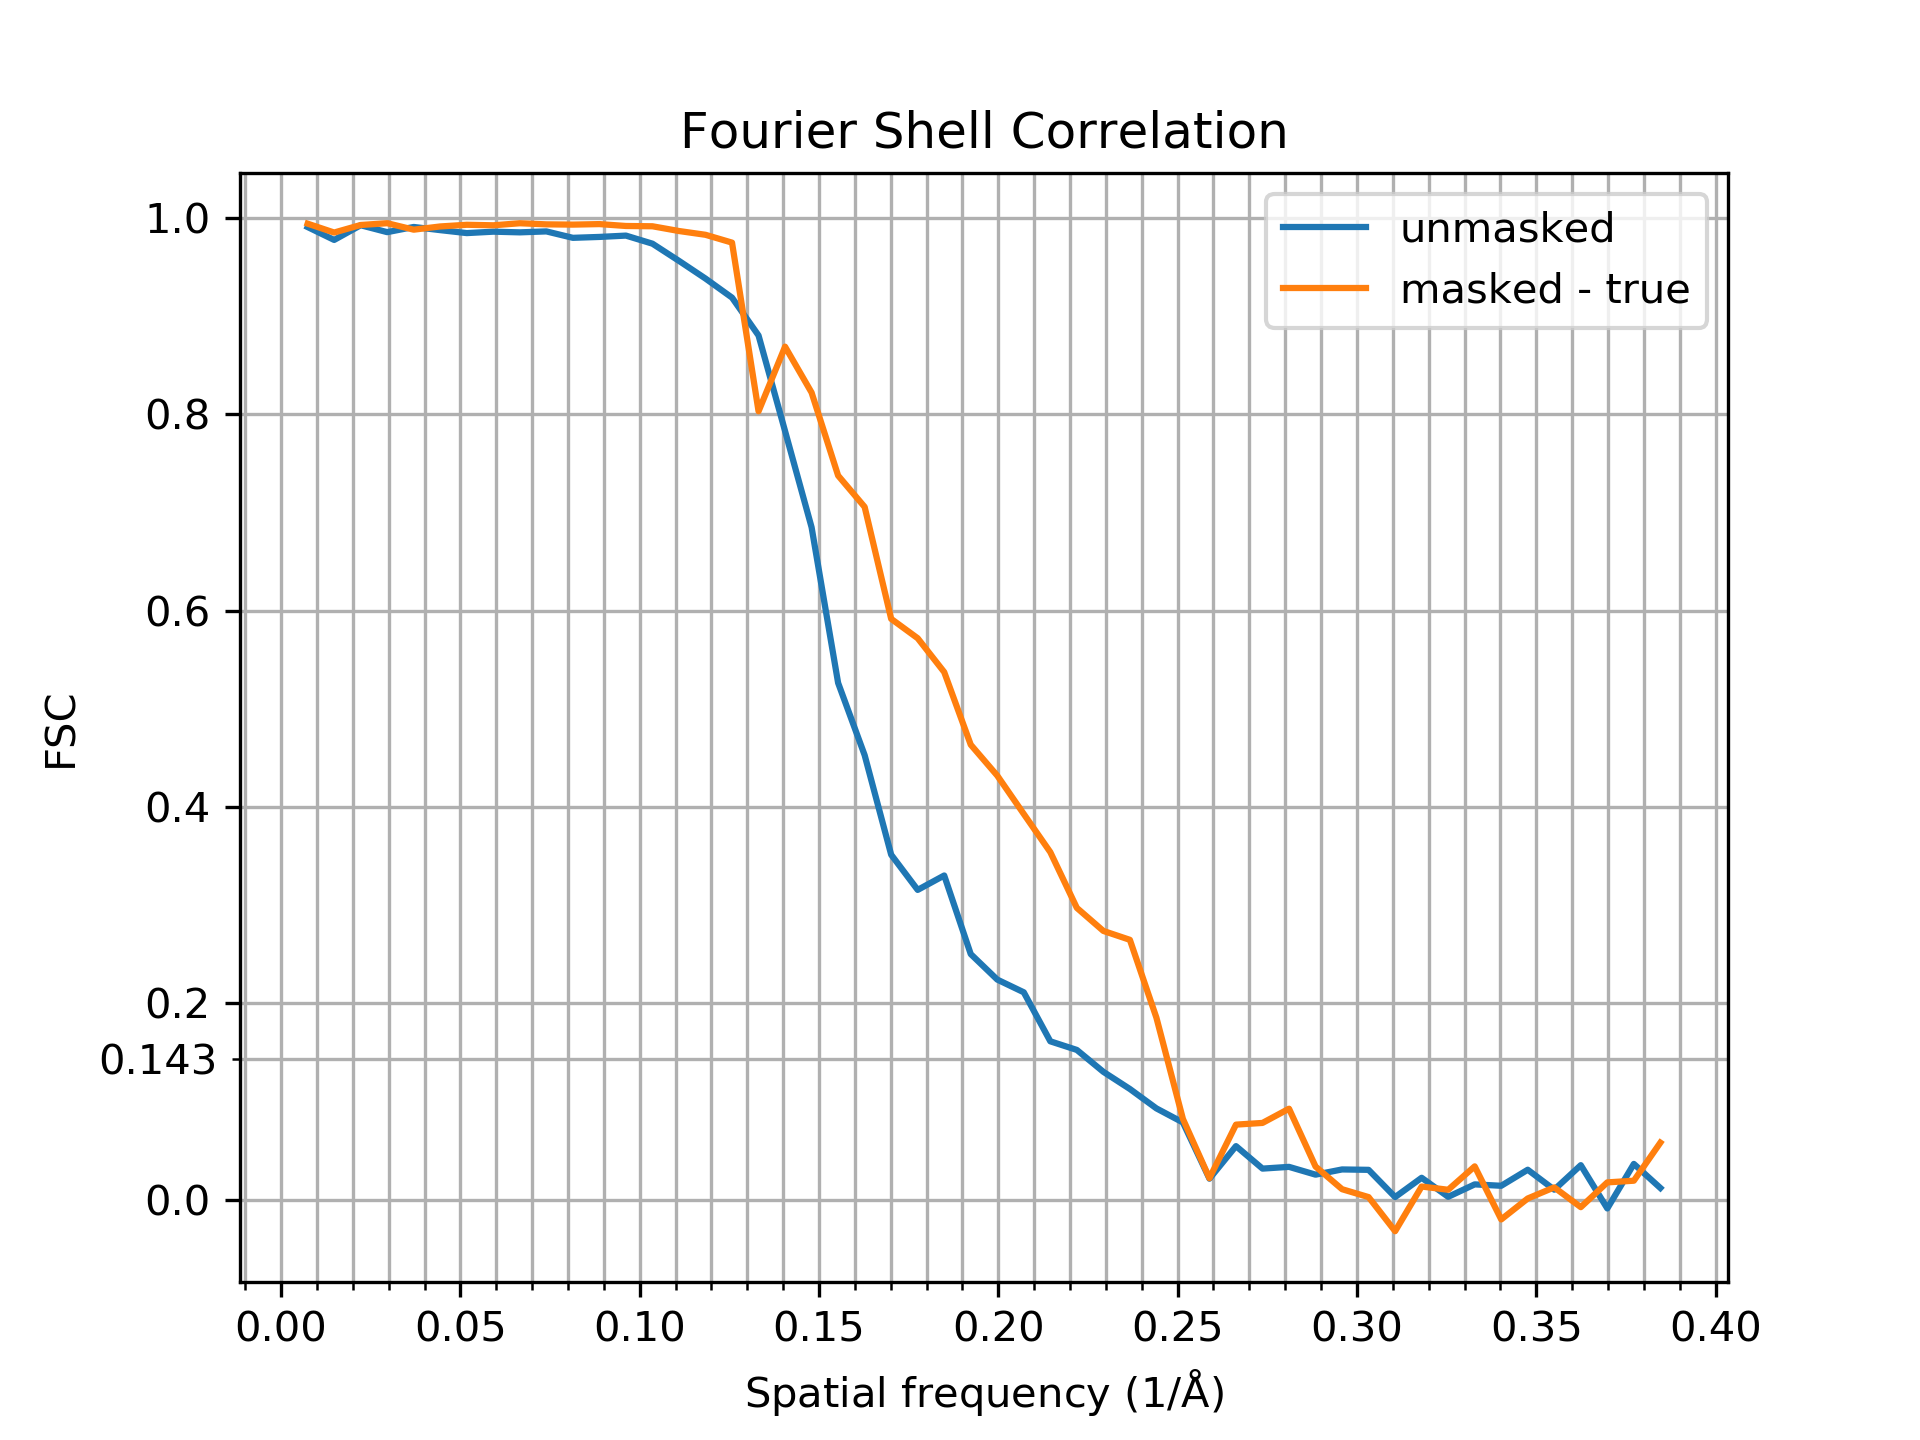 Fourier Shell Correlation
unmasked
masked - true
1.0
0.8
0.6
0.4
0.2
0.143
0.0
FSC
0.00 0.05 0.10 0.15 0.20 0.25 0.30 0.35 0.40
Spatial frequency (1/Å)